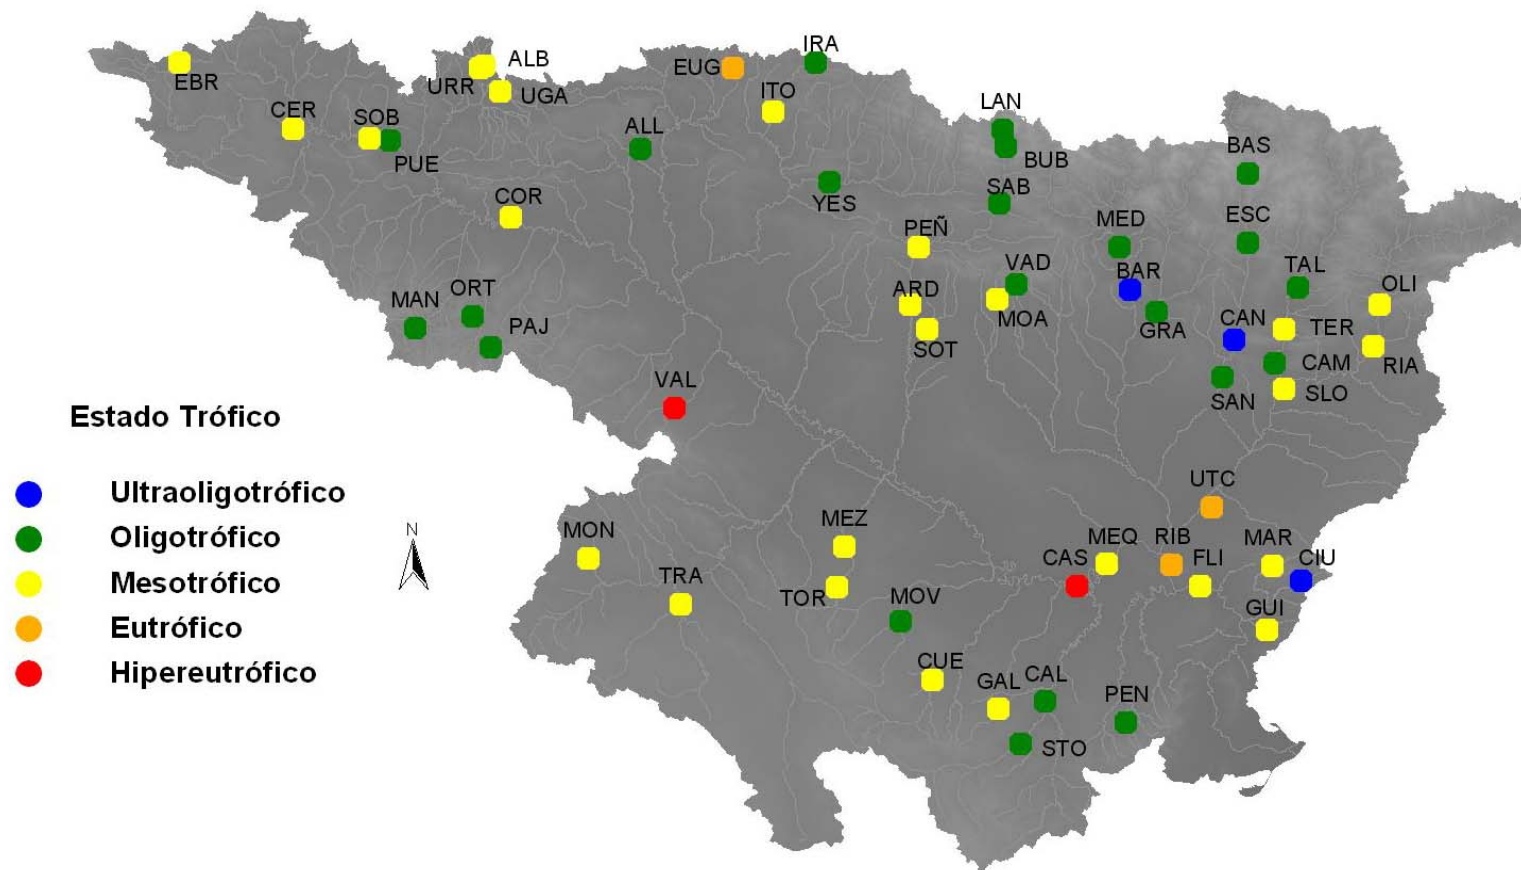 IRA
ALB
EUG
URR
EBR
UGA
ITO
LAN
CER
SOB
ALL
PUE
BUB
BAS
YES
SAB
COR
PEÑ
MED
ESC
VAD
BAR
TAL
MAN
ORT
ARD
OLI
PAJ
MOA
GRA
CAN
TER
SOT
RIA
CAM
VAL
SAN
SLO
Estado Trófico
Ultraoligotrófico
Oligotrófico
Mesotrófico
Eutrófico
Hipereutrófico
N
UTC
MON
MEZ
MEQ
RIB
MAR
CAS
FLI
CIU
TRA
TOR
MOV
GUI
CUE
GAL
CAL
PEN
STO